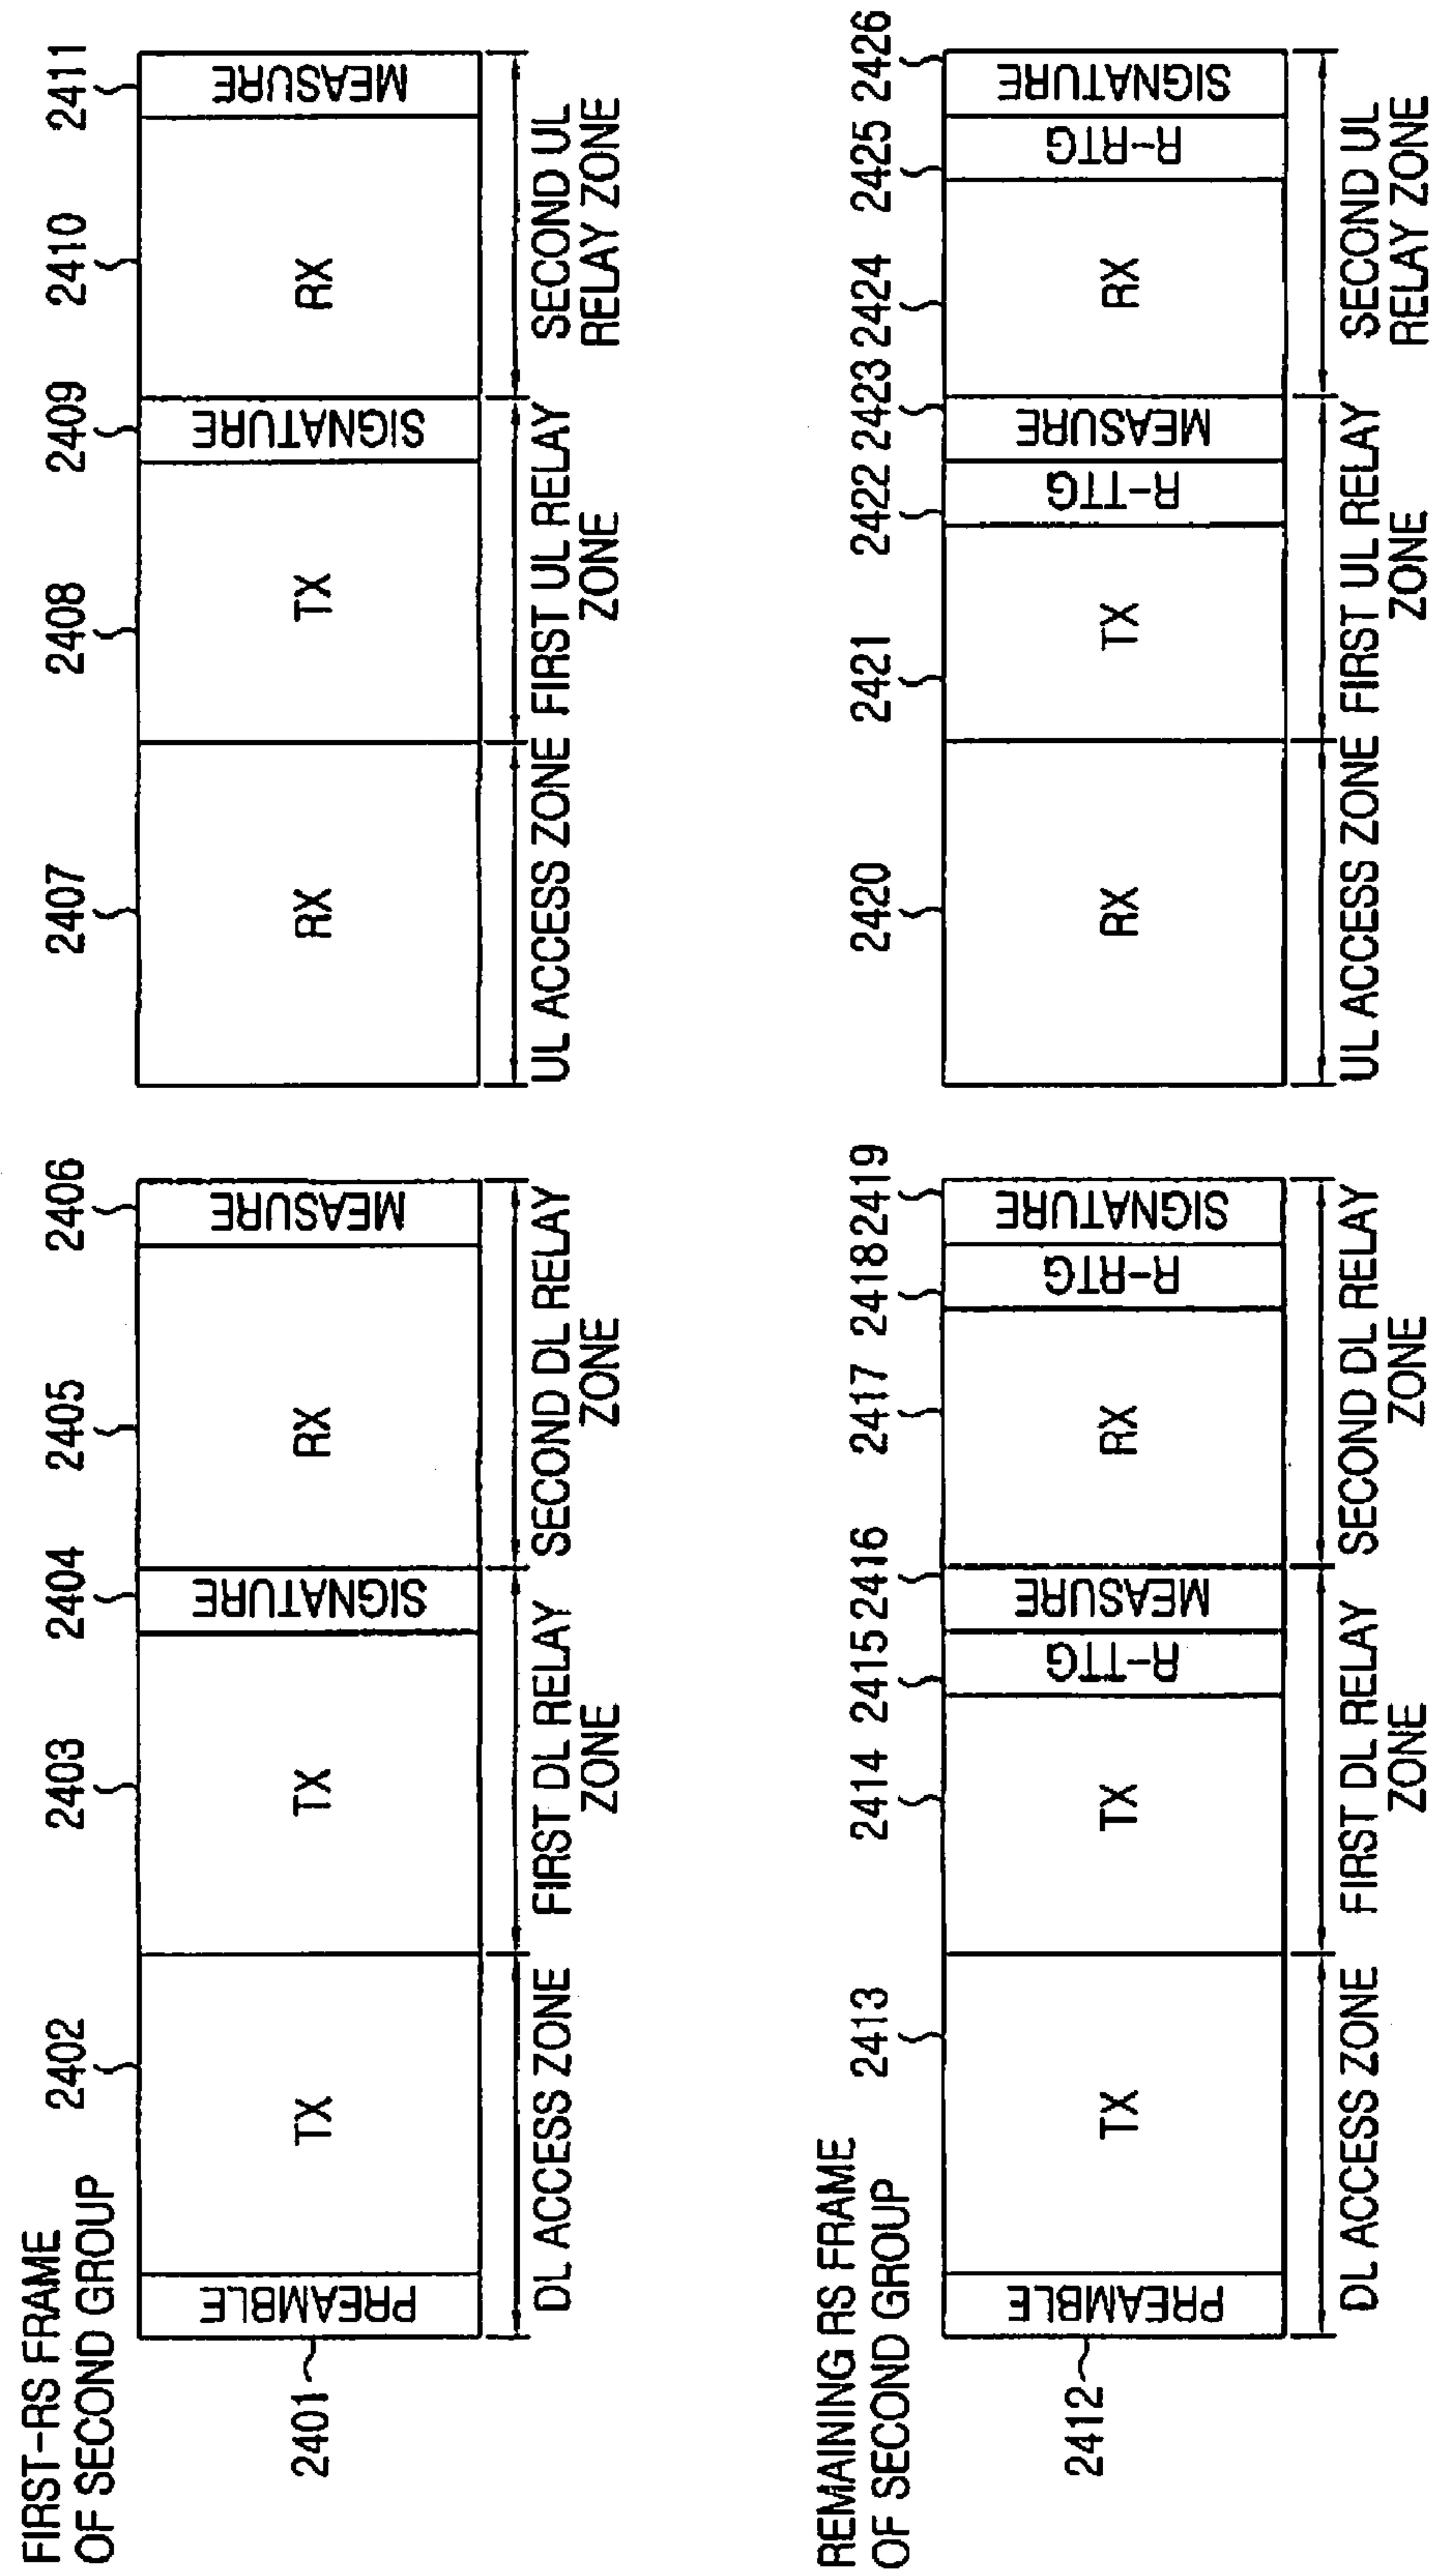 FIRST-RS FRAME
OF SECOND GROUP
2401
2402
2403
2404
2405
2406
2407
2408
2409
2410
2411
PREAMBLE
TX
TX
SIGNATURE
RX
MEASURE
RX
TX
SIGNATURE
RX
MEASURE
DL ACCESS ZONE
FIRST DL RELAY
ZONE
SECOND DL RELAY
ZONE
UL ACCESS ZONE
FIRST UL RELAY
ZONE
SECOND UL
RELAY ZONE
REMAINING RS FRAME
OF SECOND GROUP
2412
2413
2414
2415
2416
2417
2418
2419
2420
2421
2422
2423
2424
2425
2426
PREAMBLE
TX
TX
R-TTG
MEASURE
RX
R-RTG
SIGNATURE
RX
TX
R-TTG
MEASURE
RX
R-RTG
SIGNATURE
DL ACCESS ZONE
FIRST DL RELAY
ZONE
SECOND DL RELAY
ZONE
UL ACCESS ZONE
FIRST UL RELAY
ZONE
SECOND UL
RELAY ZONE